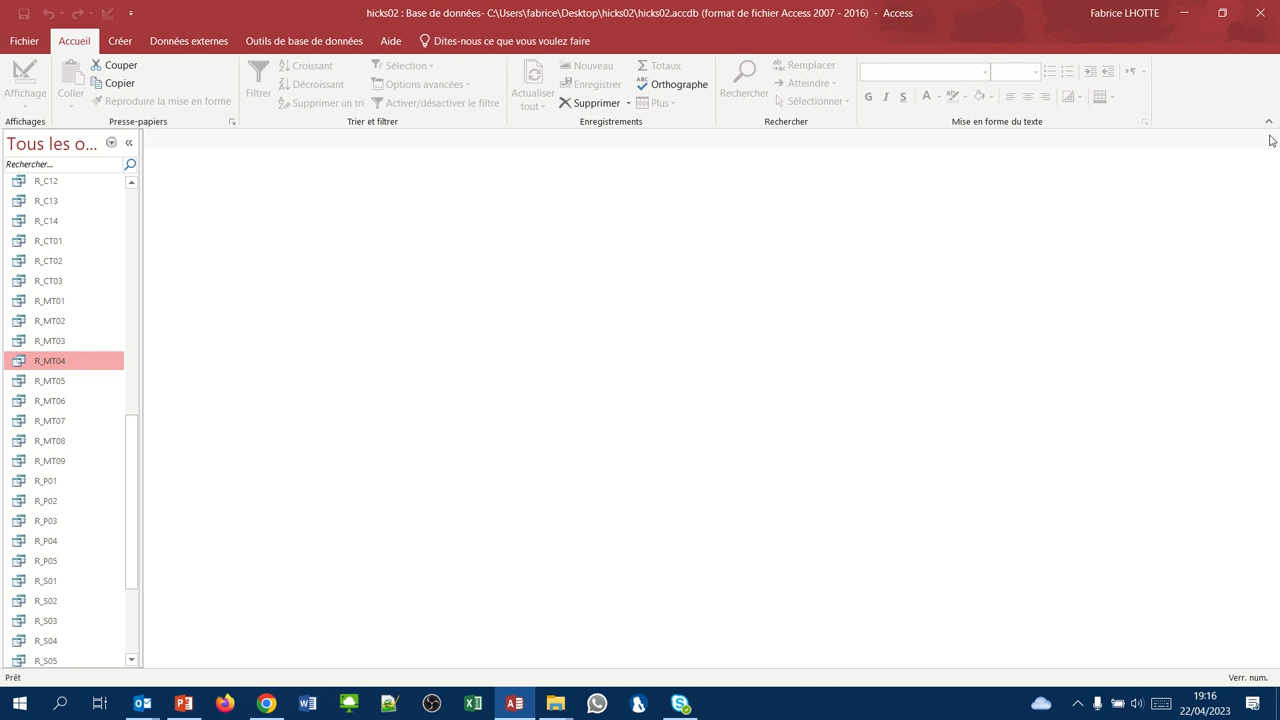 hicks02 : Base de données- C:\Users\fabrice\Desktop\hicks02\hicks02.accdb (format de fichier Access 2007 - 2016) - Access
Fabrice LHOTTE
Fichier Accueil Créer Données externes Outils de base de données Aide Dites-nous ce que vous voulez faire
Affichage
Affichages
Coller
Couper
Copier
Reproduire la mise en forme
Presse-papiers
Filtrer
Croissant
Décroissant
Supprimer un tri
Sélection
Options avancées
Activer/désactiver le filtre
Trier et filtrer
Actualiser
tout
Nouveau
Enregistrer
Supprimer
Totaux
Orthographe
Plus
Enregistrements
Rechercher
Remplacer
Atteindre
Sélectionner
Rechercher
G I S A
Mise en forme du texte
Tous les o...
Rechercher...
R_C12
R_C13
R_C14
R_CT01
R_CT02
R_CT03
R_MT01
R_MT02
R_MT03
R_MT04
R_MT05
R_MT06
R_MT07
R_MT08
R_MT09
R_P01
R_P02
R_P03
R_P04
R_P05
R_S01
R_S02
R_S03
R_S04
R_S05
Prêt
Verr. num.
19:16
22/04/2023